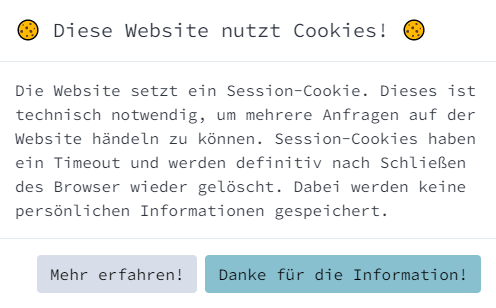 🍪 Diese Website nutzt Cookies! 🍪
Die Website setzt ein Session-Cookie. Dieses ist
technisch notwendig, um mehrere Anfragen auf der
Website händeln zu können. Session-Cookies haben
ein Timeout und werden definitiv nach Schließen
des Browser wieder gelöscht. Dabei werden keine
persönlichen Informationen gespeichert.
Mehr erfahren!
Danke für die Information!